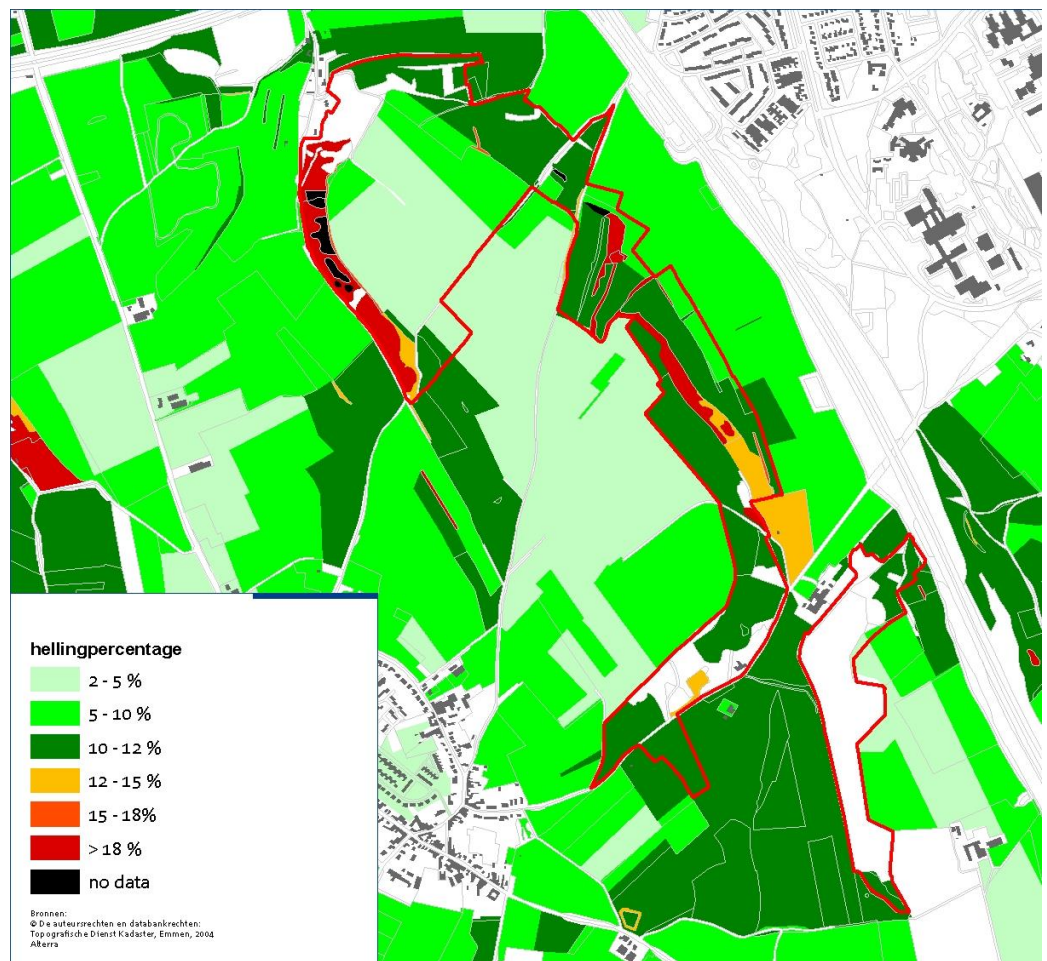 hellingpercentage
2 - 5 %
5 - 10 %
10 - 12 %
12 - 15 %
15 - 18%
> 18 %
no data
Bronnen:
© De auteursrechten en databankrechten:
Topografische Dienst Kadaster, Emmen, 2004
Alterra